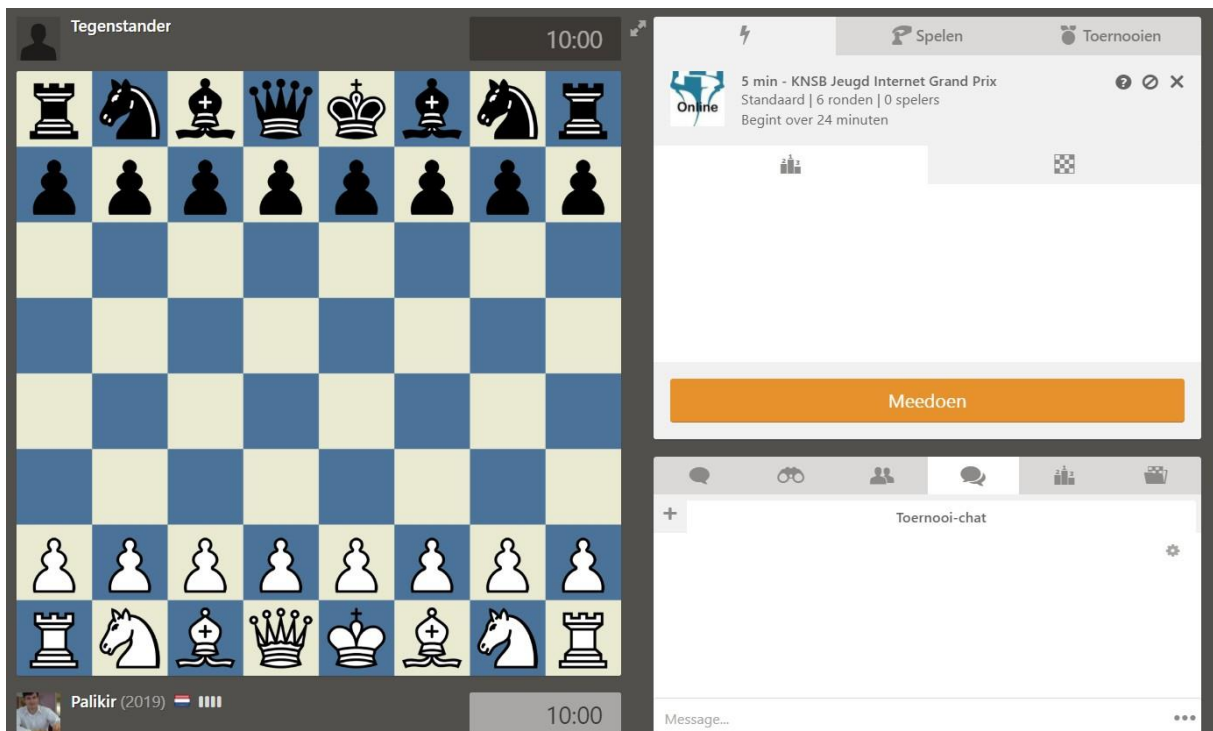 Tegenstander
10:00
Spelen
Toernooien
Online
5 min - KNSB Jeugd Internet Grand Prix
Standaard | 6 ronden | 0 spelers
Begint over 24 minuten
Meedoen
Toernooi-chat
Palikir (2019)
10:00
Message...